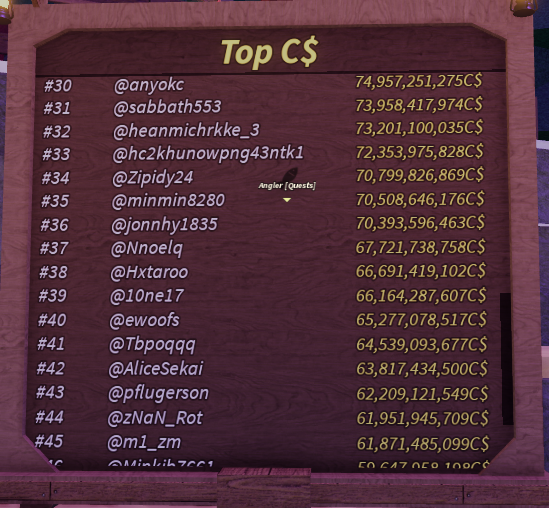 Top C$
#30 @anyokc 74,957,251,275C$
#31 @sabbath553 73,958,417,974C$
#32 @heanmichrkke_3 73,201,100,035C$
#33 @hc2khunowpng43ntk1 72,353,975,828C$
#34 @Zipidy24 70,799,826,869C$
Angler [Quests]
#35 @minmin8280 70,508,646,176C$
#36 @jonnhy1835 70,393,596,463C$
#37 @Nnoelq 67,721,738,758C$
#38 @Hxtaroo 66,691,419,102C$
#39 @10ne17 66,164,287,607C$
#40 @ewoofs 65,277,078,517C$
#41 @Tbpoqqq 64,539,093,677C$
#42 @AliceSekai 63,817,434,500C$
#43 @pflugerson 62,209,121,549C$
#44 @zNaN_Rot 61,951,945,709C$
#45 @m1_zm 61,871,485,099C$